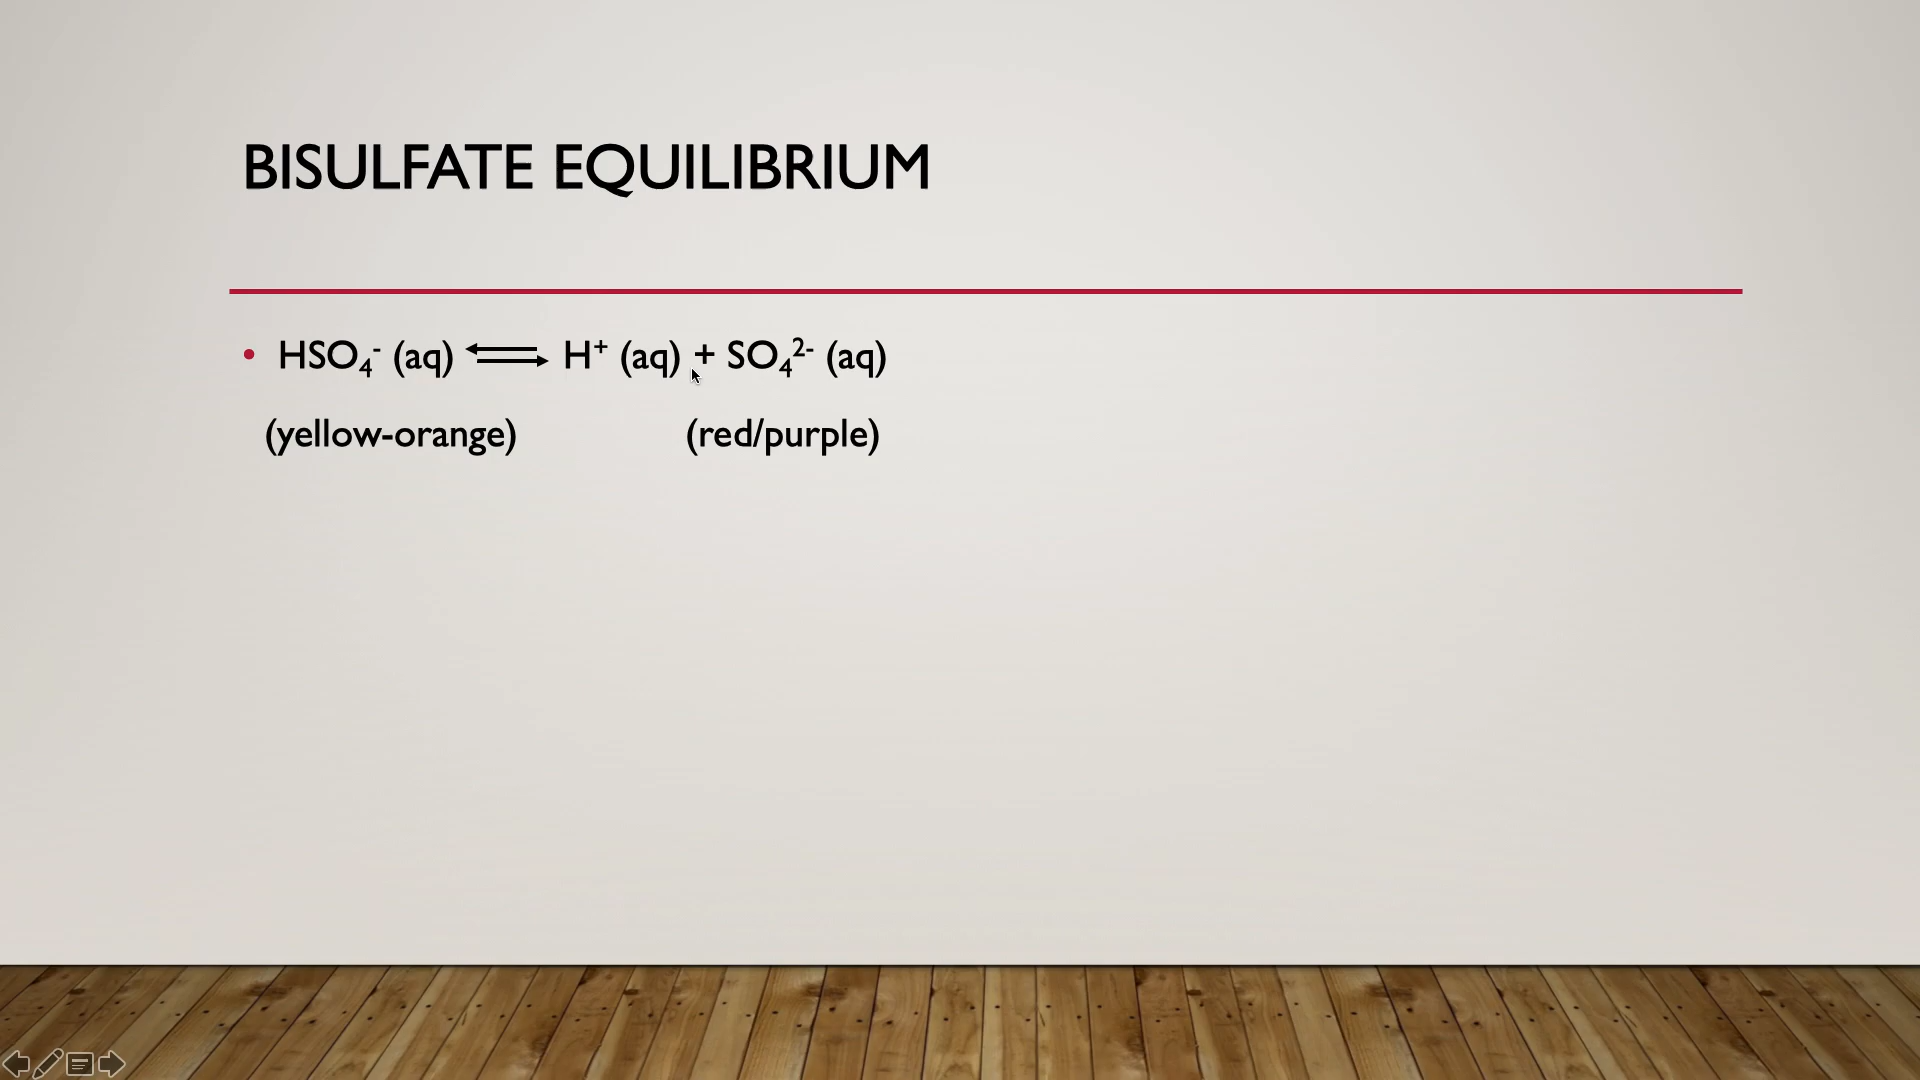 BISULFATE EQUILIBRIUM
• HSO₄⁻ (aq) ⇌ H⁺ (aq) + SO₄²⁻ (aq)
(yellow-orange) (red/purple)